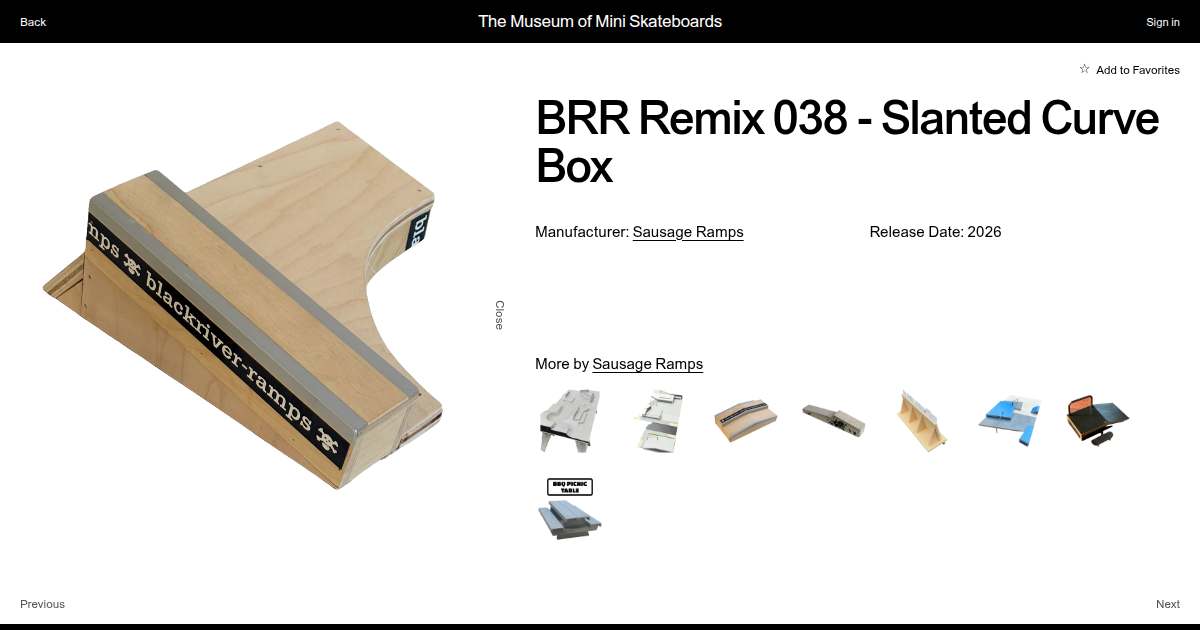 Back
The Museum of Mini Skateboards
Sign in
☆ Add to Favorites
BRR Remix 038 - Slanted Curve
Box
Manufacturer: Sausage Ramps
Release Date: 2026
blackriver-ramps
Close
More by Sausage Ramps
BBQ PICNIC
TABLE
Previous
Next